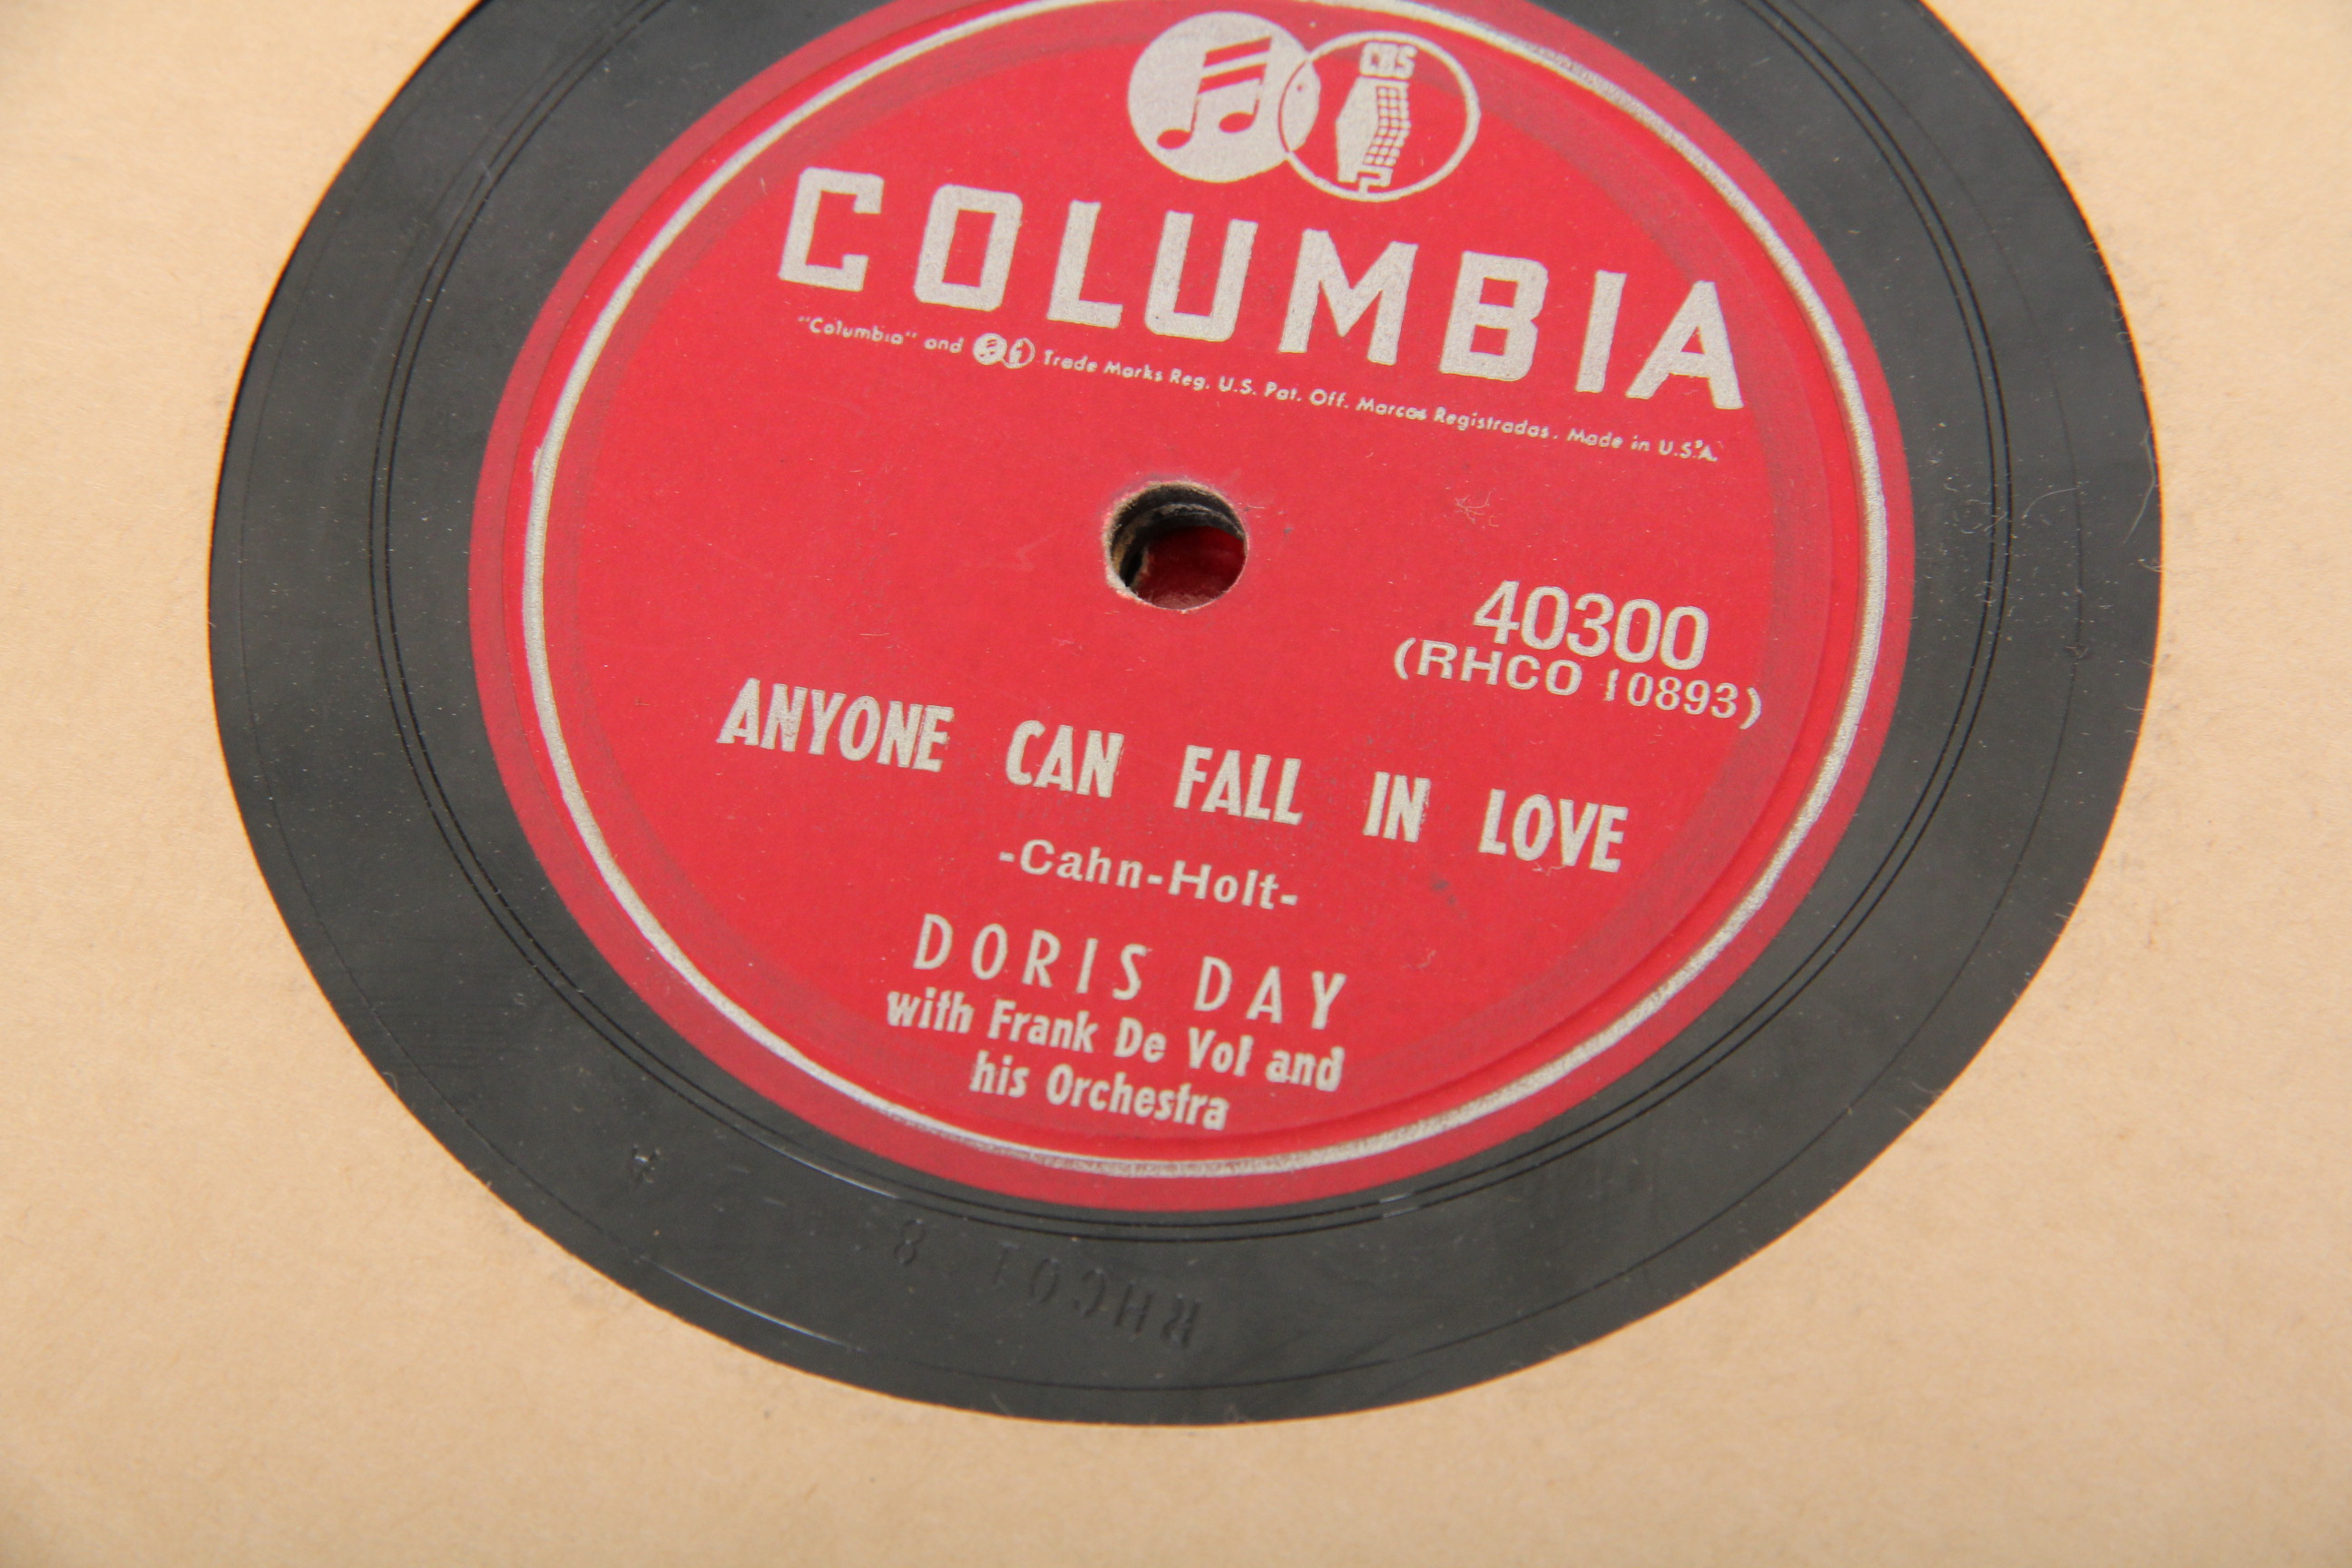 CBS
COLUMBIA
"Columbia" and Trade Marks Reg. U.S. Pat. Off. Marcas Registradas. Made in U.S.A.
40300
(RHCO 10893)
ANYONE CAN FALL IN LOVE
-Cahn-Holt-
DORIS DAY
with Frank De Vol and
his Orchestra